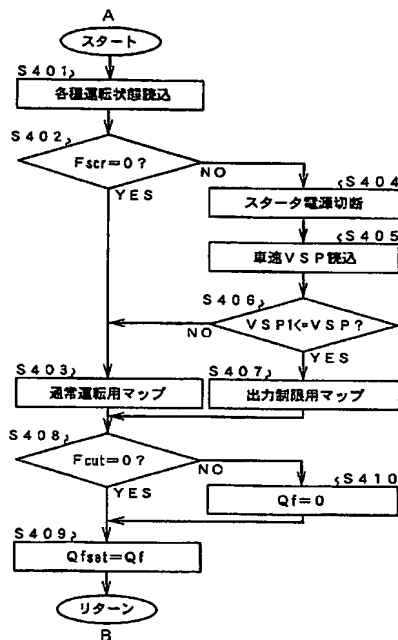 A
スタート
S401
各種運転状態読込
S402
Fscr=0?
NO
YES
S404
スタータ電源切断
S405
車速VSP読込
S406
VSP1<=VSP?
NO
YES
S403
通常運転用マップ
S407
出力制限用マップ
S408
Fcut=0?
NO
YES
S410
Qf=0
S409
Qfset=Qf
リターン
B